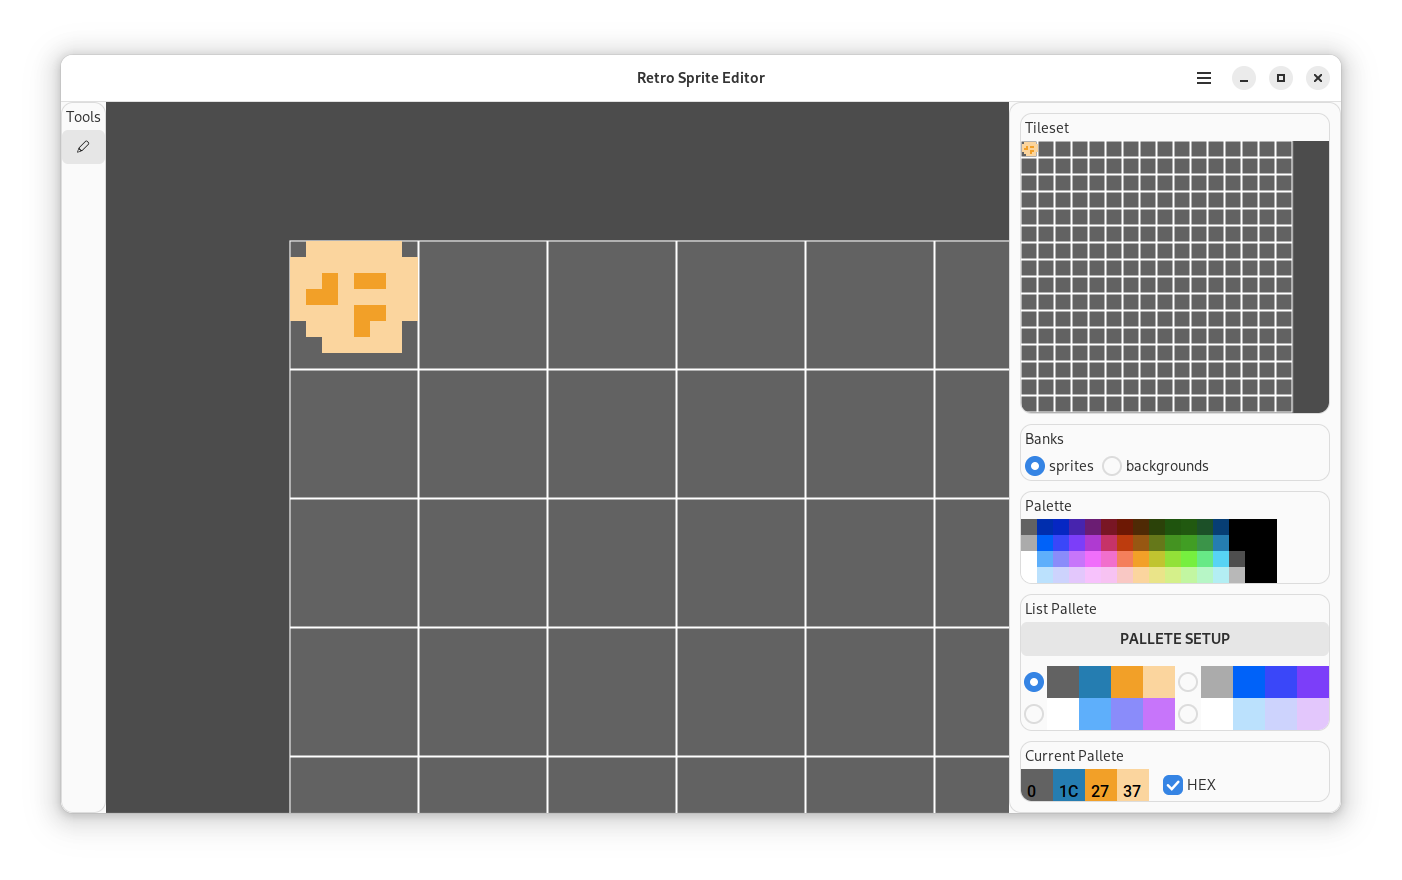 Retro Sprite Editor
Tools
Tileset
Banks
sprites backgrounds
Palette
List Pallete
PALLETE SETUP
Current Pallete
0 1C 27 37 HEX